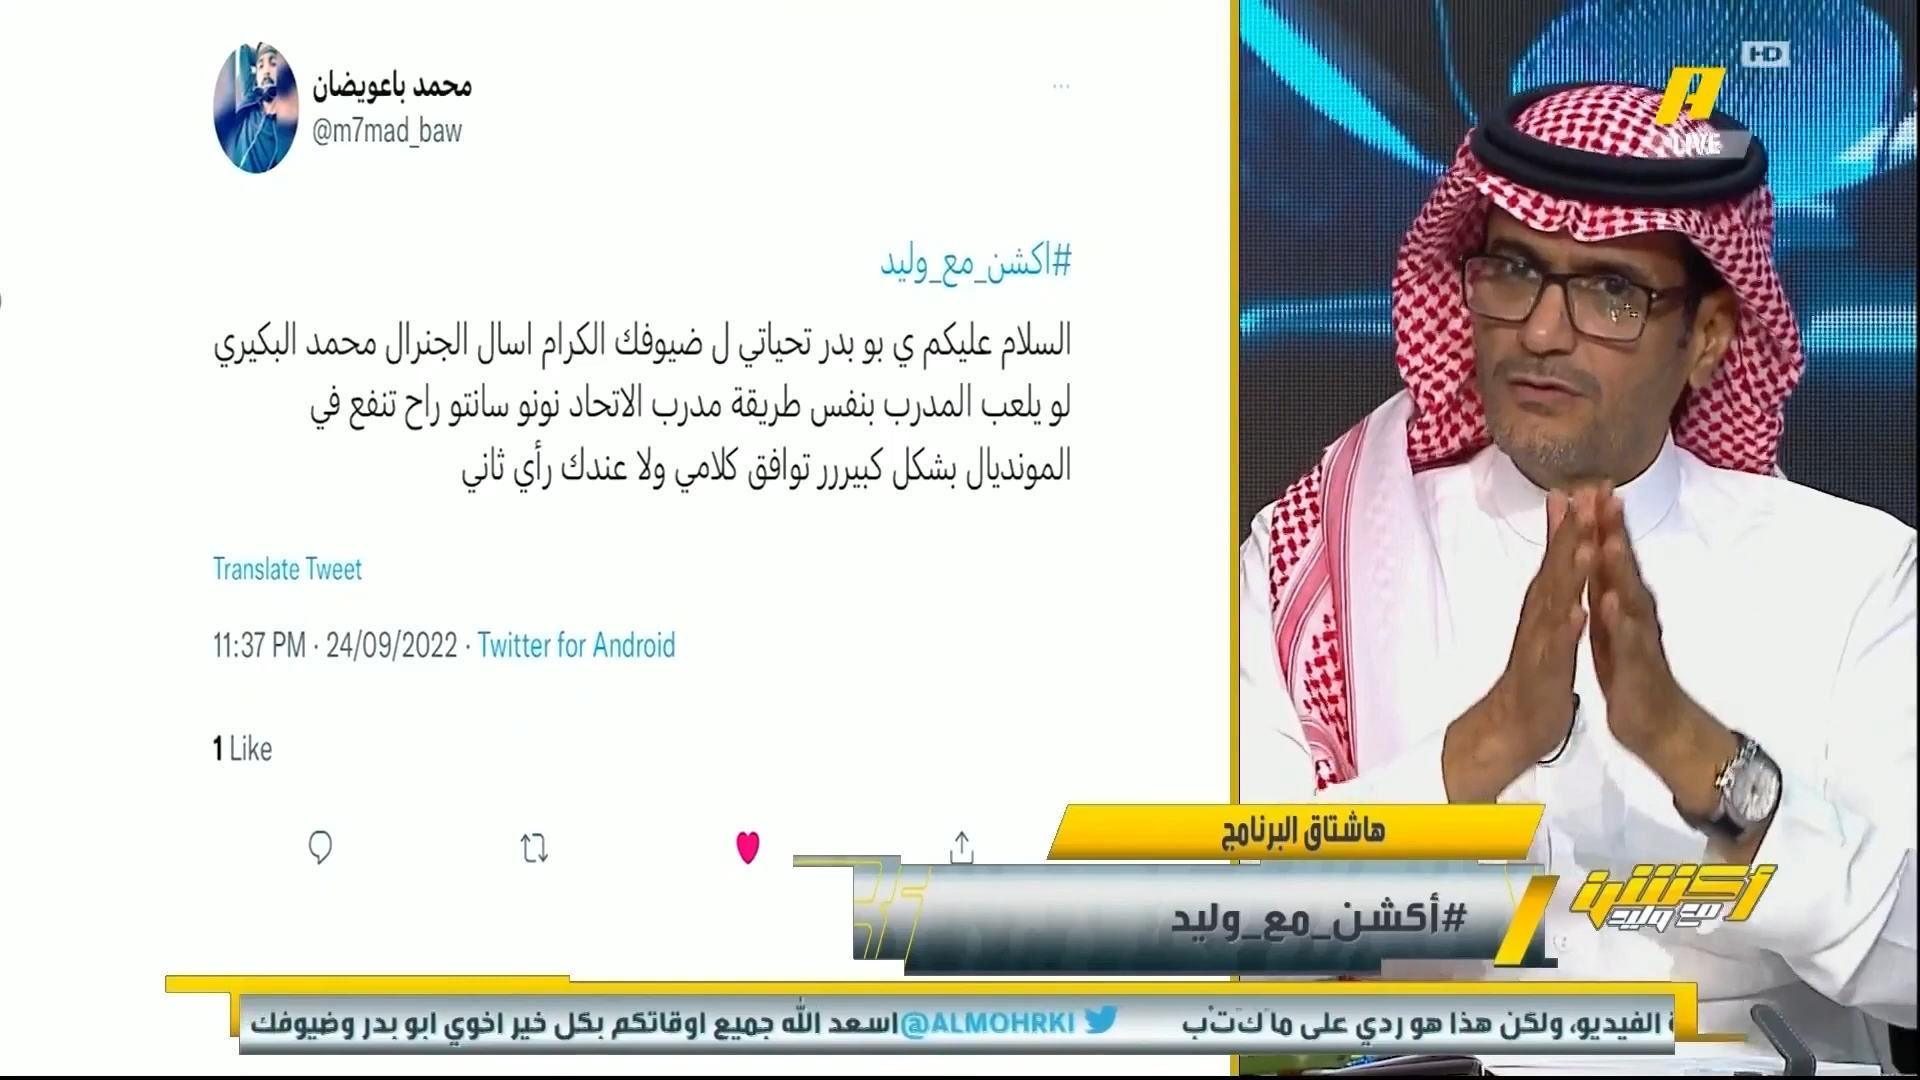 محمد باعويضان
@m7mad_baw
#اكشن_مع_وليد
السلام عليكم ي بو بدر تحياتي ل ضيوفك الكرام اسال الجنرال محمد البكيري
لو يلعب المدرب بنفس طريقة مدرب الاتحاد نونو سانتو راح تنفع في
المونديال بشكل كبيررر توافق كلامي ولا عندك رأي ثاني
Translate Tweet
11:37 PM · 24/09/2022 · Twitter for Android
1 Like
HD
LIVE
هاشتاق البرنامج
#أكشن_مع_وليد
أكشن
مع وليد
الفيديو، ولكن هذا هو ردي على ما كتب
@ALMOHRKI اسعد الله جميع اوقاتكم بكل خير اخوي ابو بدر وضيوفك